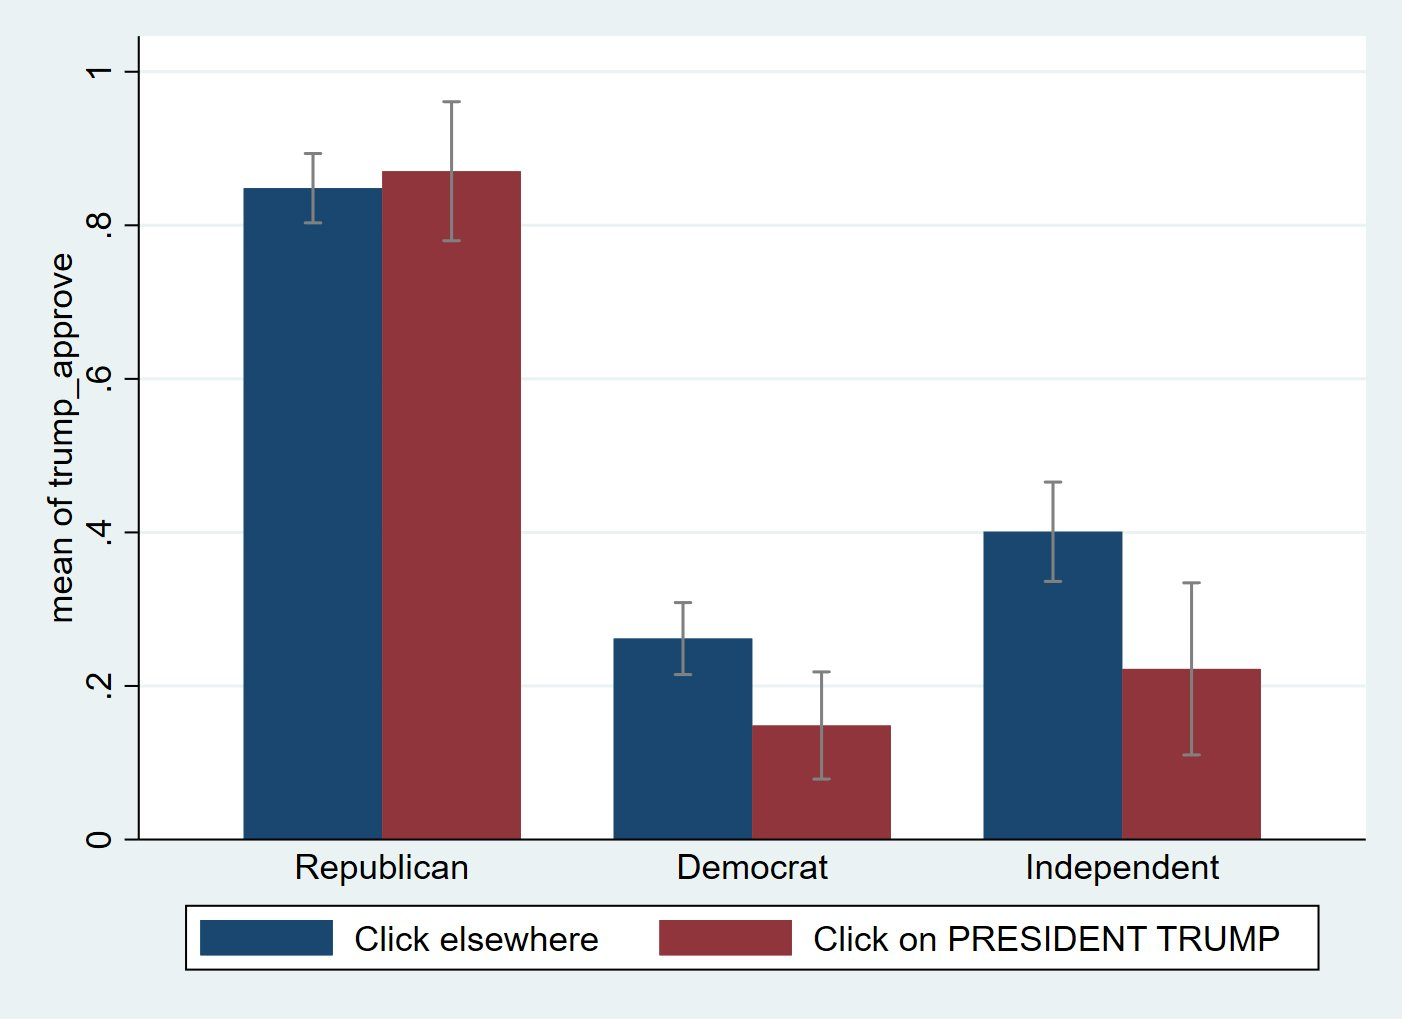 mean of trump_approve
1
.8
.6
.4
.2
0
Republican Democrat Independent
Click elsewhere Click on PRESIDENT TRUMP